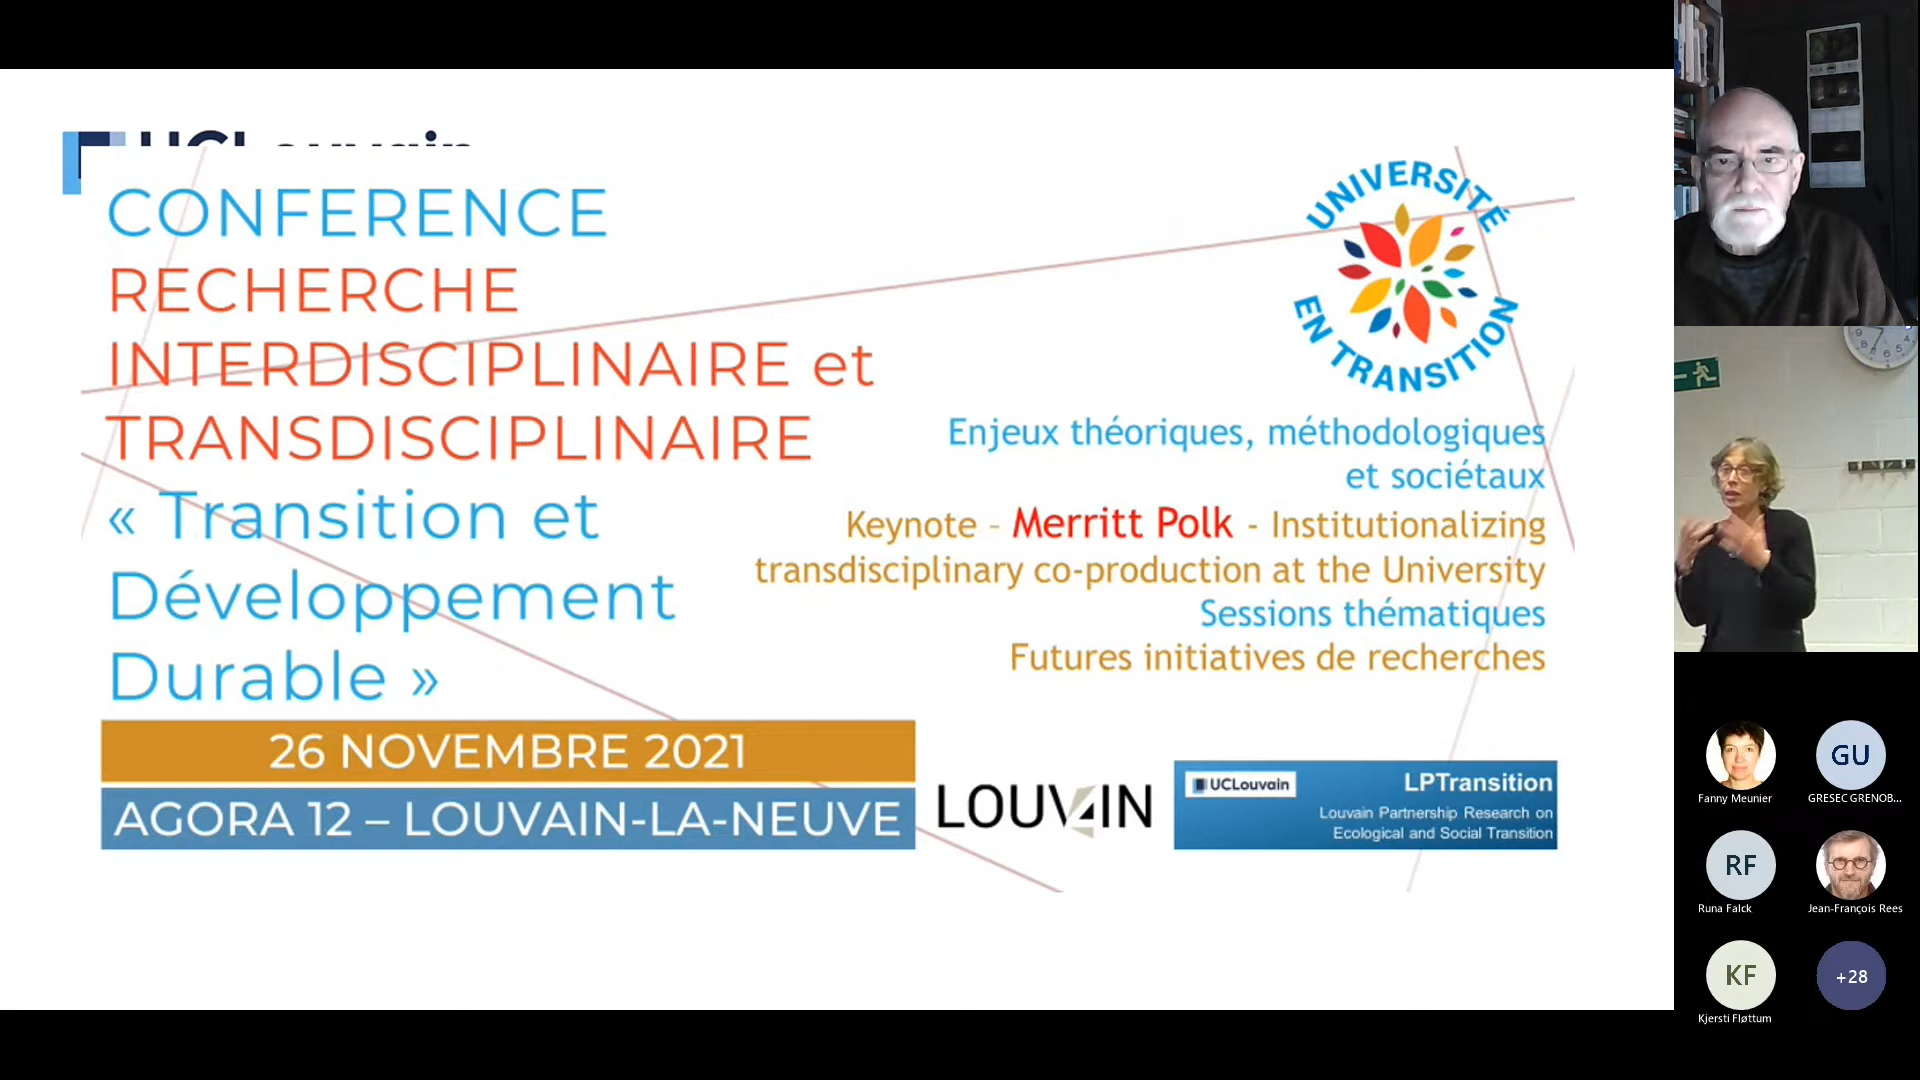 UCLouvain
CONFERENCE
RECHERCHE
INTERDISCIPLINAIRE et
TRANSDISCIPLINAIRE
« Transition et
Développement
Durable »
26 NOVEMBRE 2021
AGORA 12 – LOUVAIN-LA-NEUVE
UNIVERSITÉ
EN TRANSITION
Enjeux théoriques, méthodologiques
et sociétaux
Keynote – Merritt Polk - Institutionalizing
transdisciplinary co-production at the University
Sessions thématiques
Futures initiatives de recherches
LOUV4IN
UCLouvain
LPTransition
Louvain Partnership Research on
Ecological and Social Transition
GU
Fanny Meunier
GRESEC GRENOB...
RF
Runa Falck
Jean-François Rees
KF
+28
Kjersti Fløttum